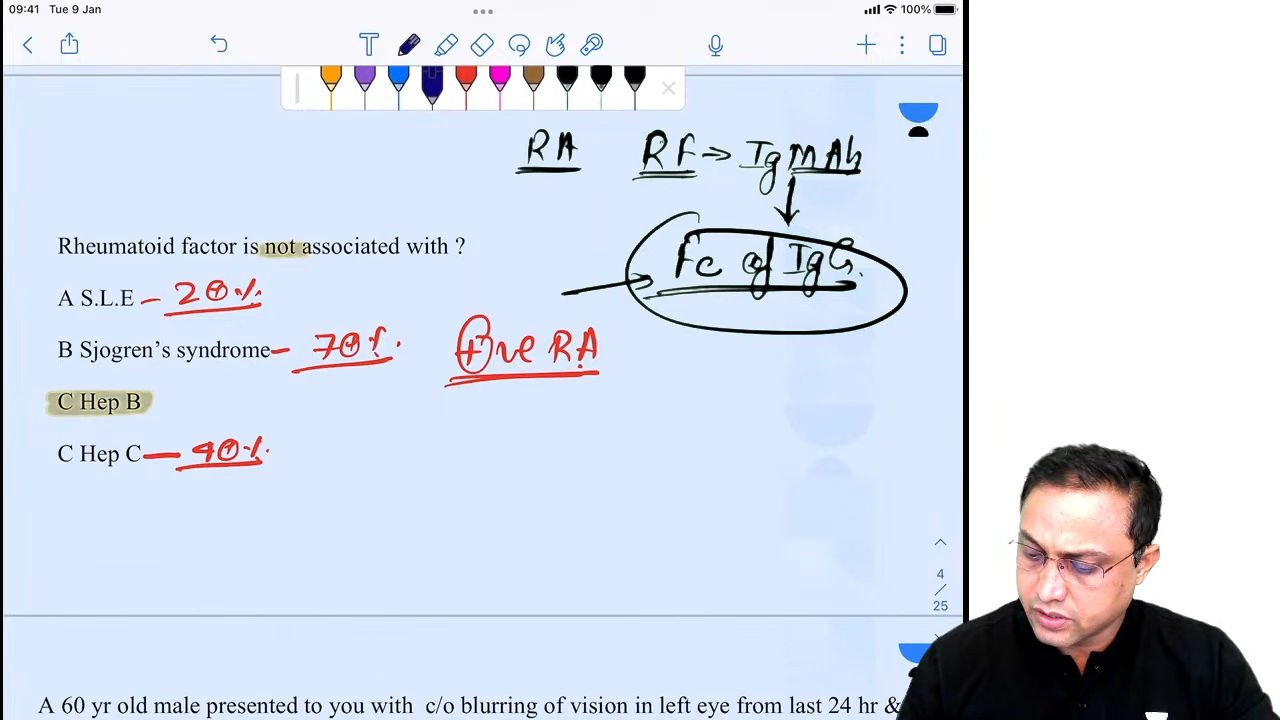 09:41 Tue 9 Jan
100%
T
RA RF → IgM Ab
Fc of IgG.
Rheumatoid factor is not associated with ?
A S.L.E – 20%
B Sjogren’s syndrome – 70%. +ve RA
C Hep B
C Hep C – 40%.
4
/
25
A 60 yr old male presented to you with c/o blurring of vision in left eye from last 24 hr &